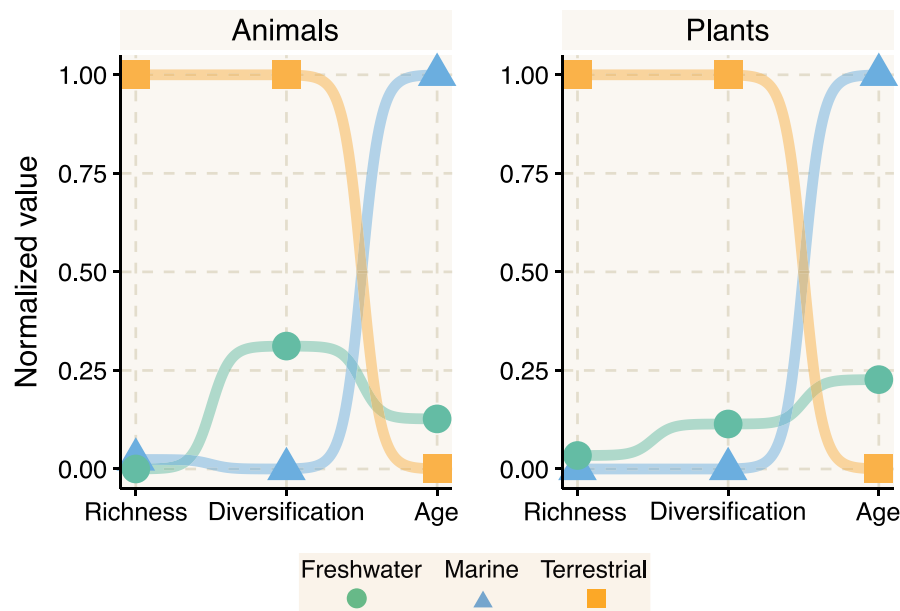 Animals
Plants
Normalized value
1.00
0.75
0.50
0.25
0.00
Richness Diversification Age
1.00
0.75
0.50
0.25
0.00
Richness Diversification Age
Freshwater Marine Terrestrial